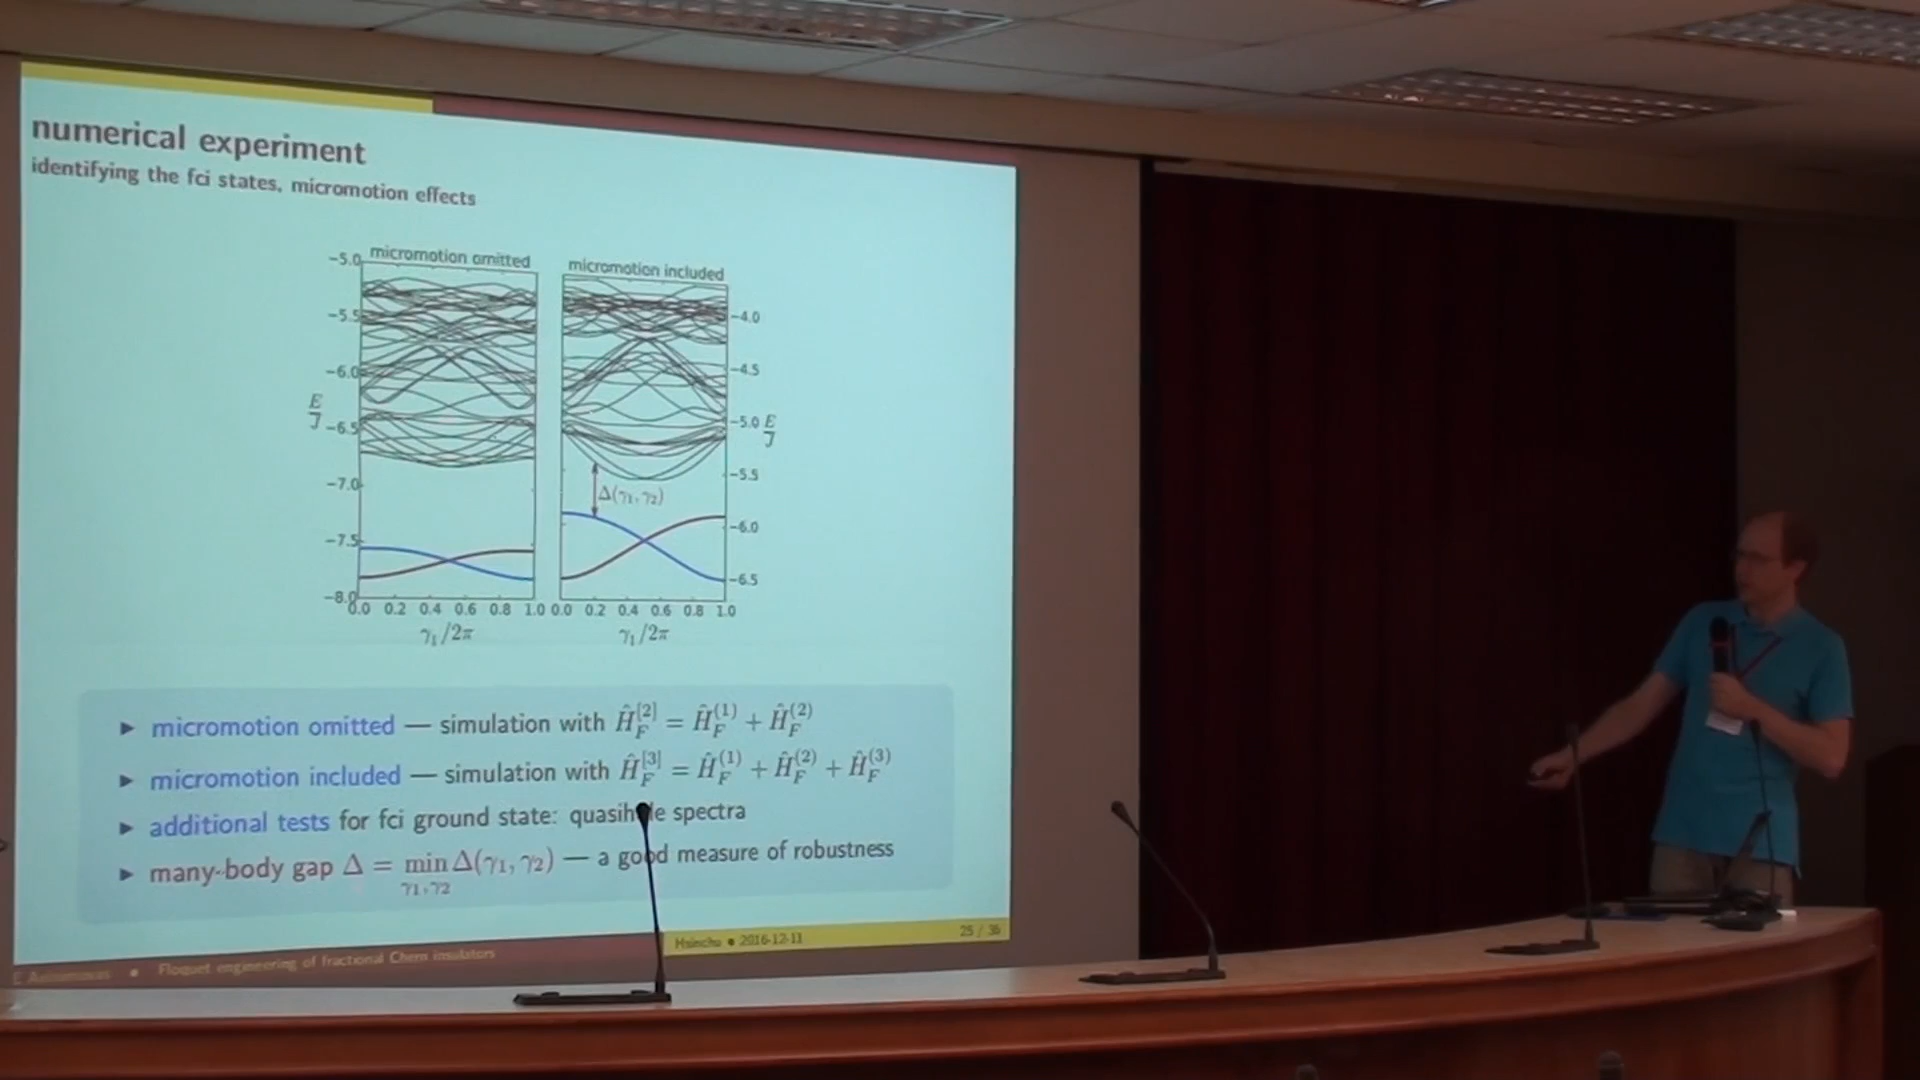 numerical experiment
identifying the fci states, micromotion effects
micromotion omitted
micromotion included
−5.0
−5.5
−6.0
−6.5
−7.0
−7.5
−8.0
E/J
−4.0
−4.5
−5.0
−5.5
−6.0
−6.5
E/J
Δ(γ₁, γ₂)
0.0 0.2 0.4 0.6 0.8 1.0
0.0 0.2 0.4 0.6 0.8 1.0
γ₁/2π
γ₁/2π
▶ micromotion omitted — simulation with Ĥ_F^[2] = Ĥ_F^(1) + Ĥ_F^(2)
▶ micromotion included — simulation with Ĥ_F^[3] = Ĥ_F^(1) + Ĥ_F^(2) + Ĥ_F^(3)
▶ additional tests for fci ground state: quasihole spectra
▶ many-body gap Δ = min_{γ₁,γ₂} Δ(γ₁, γ₂) — a good measure of robustness
Hsinchu • 2016-12-11
25 / 36
• Floquet engineering of fractional Chern insulators